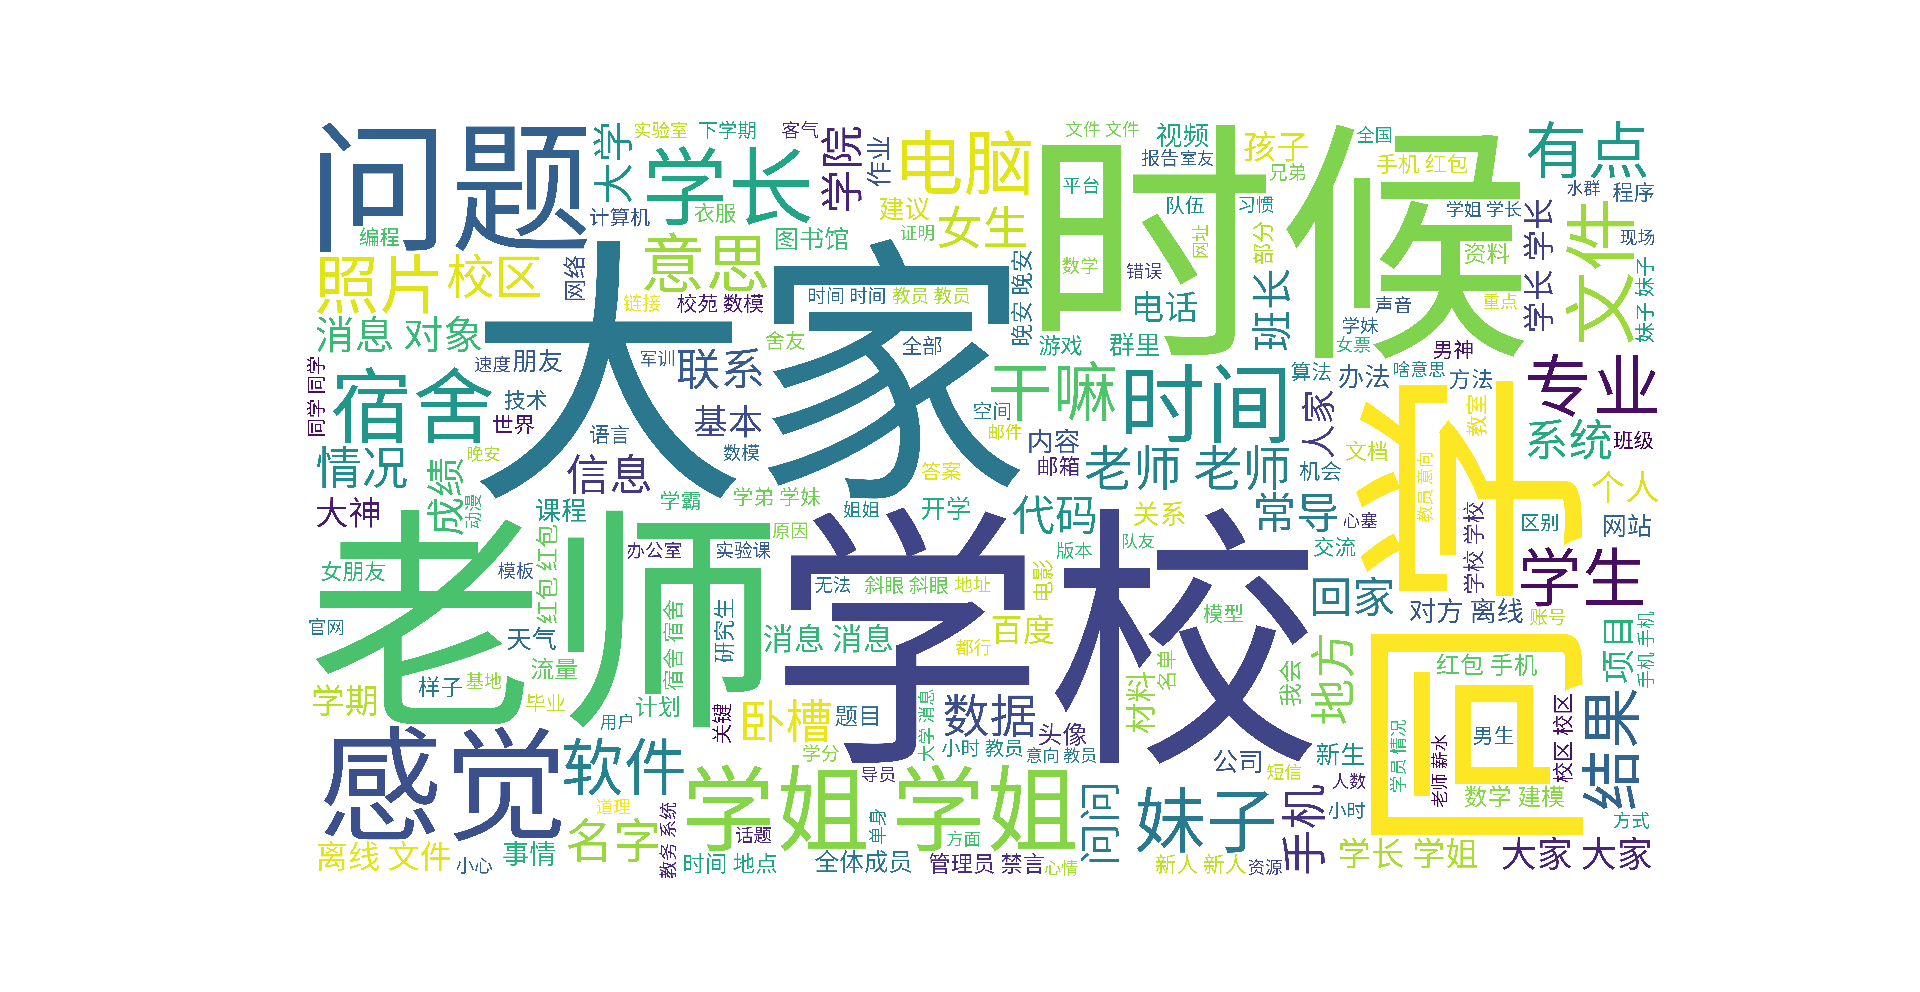 问题
大学
实验室
下学期
客气
学长
学院
作业
电脑
文件 文件
视频
孩子
全国
有点
报告室友
兄弟
手机 红包
时候
平台
水群
程序
计算机
衣服
建议
女生
队伍
习惯
学姐 学长
学长 学长
文件
编程
意思
图书馆
证明
网址
部分
现场
照片
校区
网络
数学
错误
班长
资料
大家
时间 时间
教员 教员
晚安 晚安
妹子 妹子
链接
校苑 数模
电话
声音
重点
消息 对象
舍友
学妹
速度
朋友
军训
联系
全部
游戏
群里
女票
男神
同学 同学
宿舍
技术
干嘛
时间
算法
办法
啥意思
方法
专业
世界
基本
空间
人家
教室
语言
邮件
内容
文档
系统
班级
情况
晚安
信息
数模
答案
邮箱
老师 老师
机会
教员 意向
同学
个人
成绩
动漫
学霸
学弟 学妹
大神
课程
姐姐
开学
代码
关系
常导
心塞
区别
网站
老师
红包 红包
原因
学校
办公室
实验课
版本
队友
交流
学校 学校
女朋友
模板
无法
斜眼 斜眼
地址
电影
回家
学生
官网
天气
宿舍 宿舍
研究生
消息 消息
百度
模型
对方 离线
账号
流量
都行
地方
项目
手机 手机
学期
样子
基地
名单
我会
红包 手机
毕业
计划
关键
卧槽
题目
大学 消息
数据
材料
用户
头像
男生
校区 校区
结果
感觉
软件
学分
小时 教员
意向 教员
公司
新生
学员 情况
老师 薪水
导员
短信
人数
数学 建模
道理
学姐 学姐
问问
妹子
手机
小时
方式
名字
教务 系统
话题
单身
方面
离线 文件
小心
事情
时间 地点
全体成员
管理员 禁言
心情
新人 新人
资源
学长 学姐
大家 大家